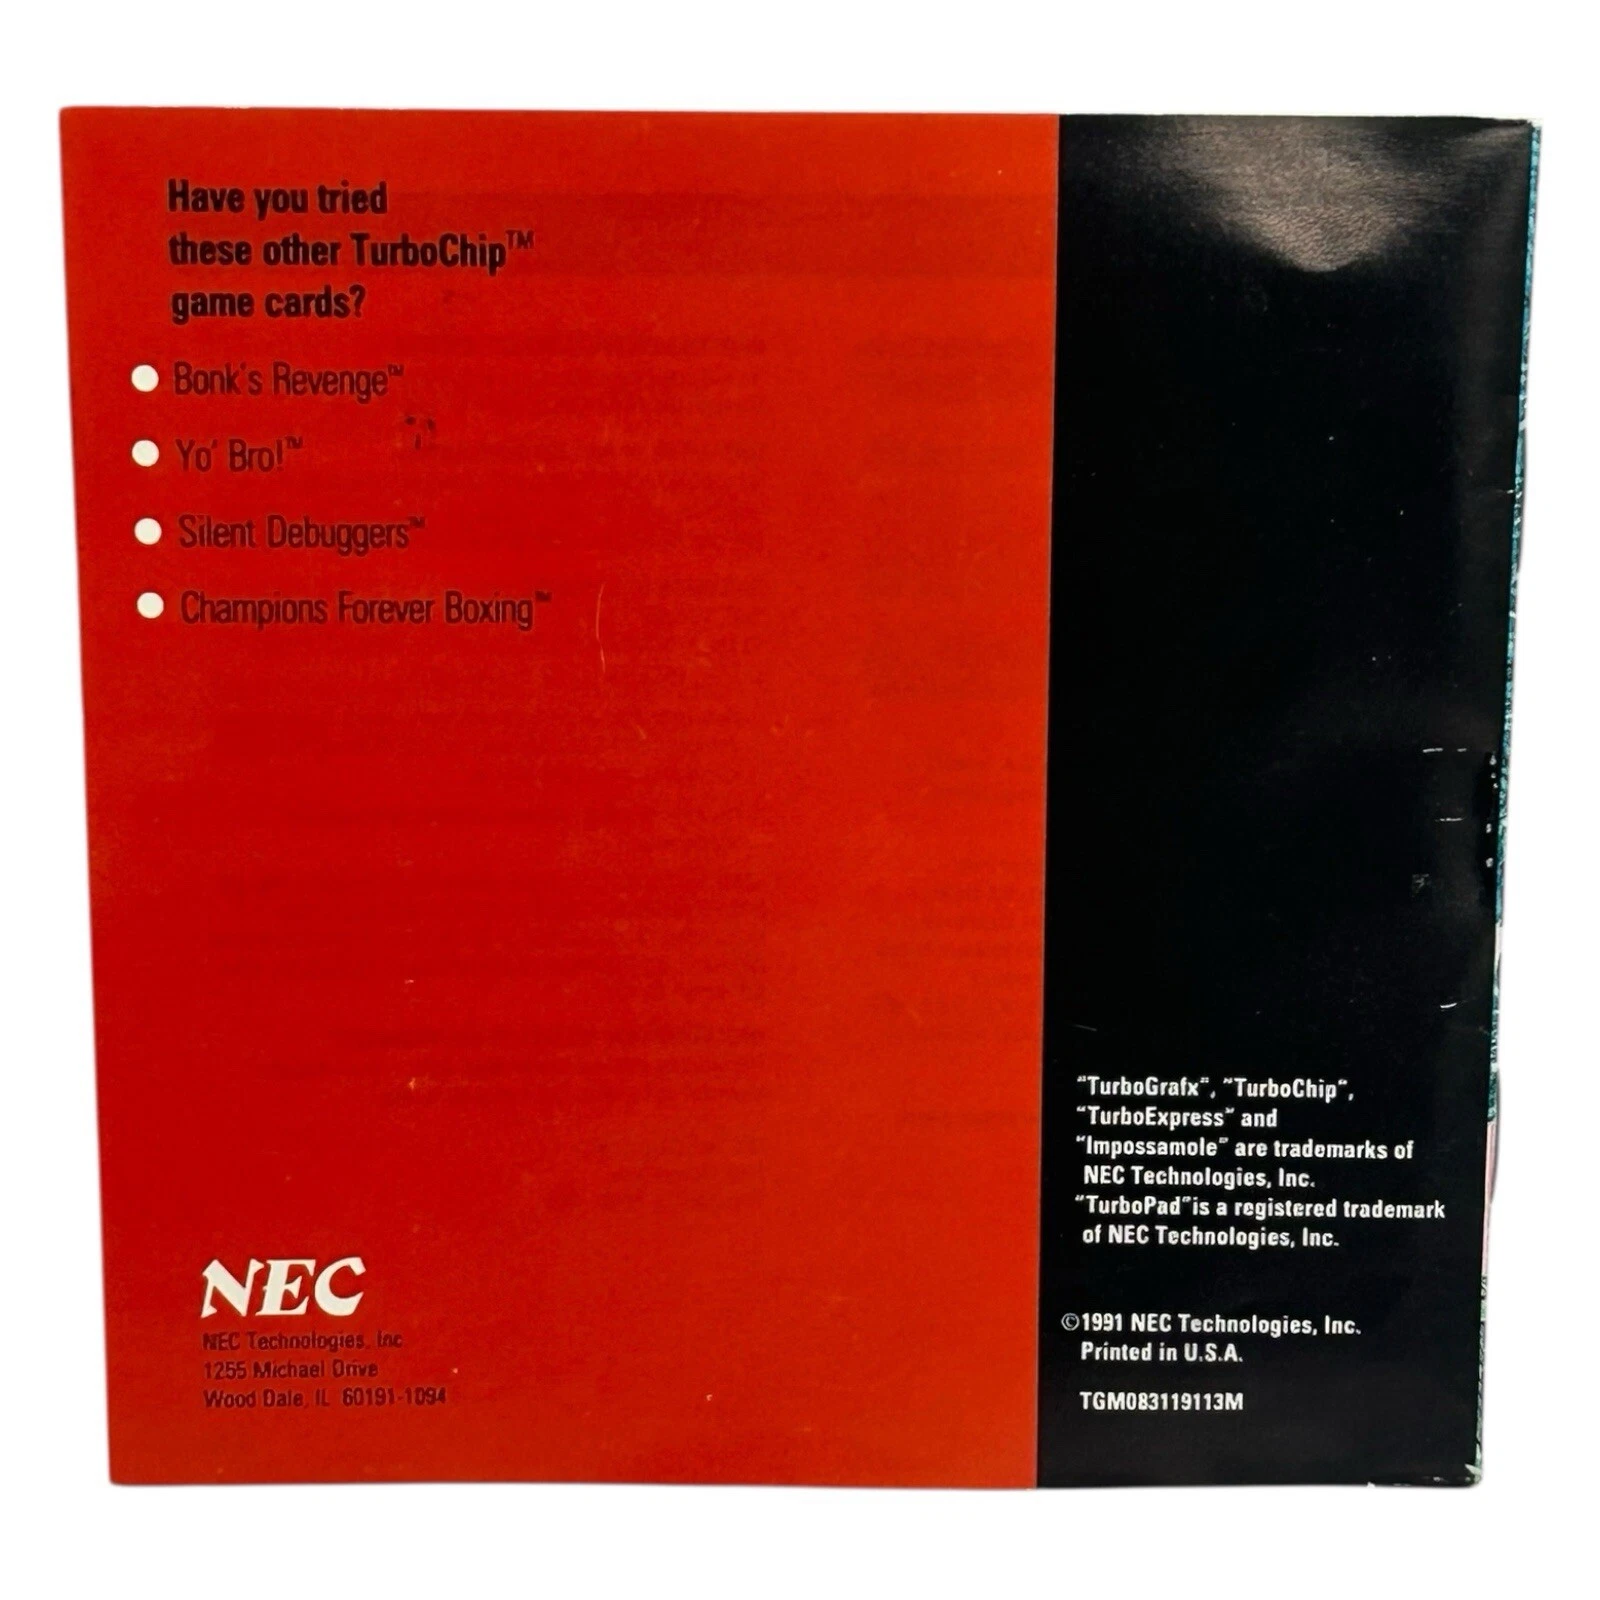 Have you tried
these other TurboChip™
game cards?
Bonk's Revenge™
Yo' Bro!™
Silent Debuggers™
Champions Forever Boxing™
NEC
NEC Technologies, Inc
1255 Michael Drive
Wood Dale, IL 60191-1094
"TurboGrafx", "TurboChip",
"TurboExpress" and
"Impossamole" are trademarks of
NEC Technologies, Inc.
"TurboPad"is a registered trademark
of NEC Technologies, Inc.
©1991 NEC Technologies, Inc.
Printed in U.S.A.
TGM083119113M